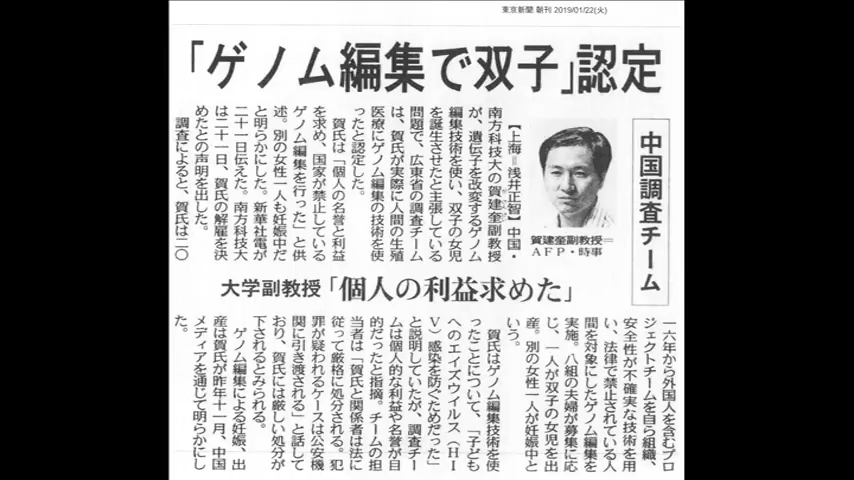 東京新聞 朝刊 2019/01/22(火)
「ゲノム編集で双子」認定
中国調査チーム
賀建奎副教授=
AFP・時事
【上海=浅井正智】中国・
南方科技大の賀建奎副教授
が、遺伝子を改変するゲノム
編集技術を使い、双子の女児
を誕生させたと主張している
問題で、広東省の調査チーム
は、賀氏が実際に人間の生殖
医療にゲノム編集の技術を使
ったと認定した。
賀氏は「個人の名誉と利益
を求め、国家が禁止している
ゲノム編集を行った」と供
述。別の女性一人も妊娠中だ
と明らかにした。新華社電が
二十一日伝えた。南方科技大
は二十一日、賀氏の解雇を決
めたとの声明を出した。
調査によると、賀氏は二〇
大学副教授「個人の利益求めた」
一六年から外国人を含むプロ
ジェクトチームを自ら組織、
安全性が不確実な技術を用
い、法律で禁止されている人
間を対象にしたゲノム編集を
実施。八組の夫婦が募集に応
じ、一人が双子の女児を出
産。別の女性一人が妊娠中と
いう。
賀氏はゲノム編集技術を使
ったことについて、「子ども
へのエイズウイルス(HI
V)感染を防ぐためだった」
と説明していたが、調査チー
ムは個人的な利益や名誉が目
的だったと指摘。チームの担
当者は「賀氏と関係者は法に
従って厳格に処分される。犯
罪が疑われるケースは公安機
関に引き渡される」と話して
おり、賀氏には厳しい処分が
下されるとみられる。
ゲノム編集による妊娠、出
産は賀氏が昨年十一月、中国
メディアを通じて明らかにし
た。